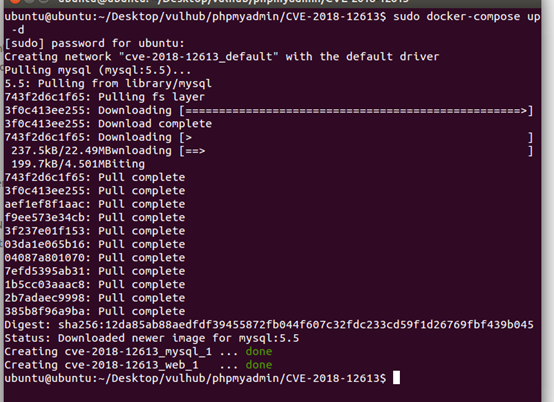 ubuntu@ubuntu:~/Desktop/vulhub/phpmyadmin/CVE-2018-12613$ sudo docker-compose up
-d
[sudo] password for ubuntu:
Creating network "cve-2018-12613_default" with the default driver
Pulling mysql (mysql:5.5)...
5.5: Pulling from library/mysql
743f2d6c1f65: Pulling fs layer
3f0c413ee255: Downloading [==================================================>]
3f0c413ee255: Download complete
743f2d6c1f65: Downloading [>                                                  ]
237.5kB/22.49MBwnloading [==>                                                ]
199.7kB/4.501MBiting
743f2d6c1f65: Pull complete
3f0c413ee255: Pull complete
aef1ef8f1aac: Pull complete
f9ee573e34cb: Pull complete
3f237e01f153: Pull complete
03da1e065b16: Pull complete
04087a801070: Pull complete
7efd5395ab31: Pull complete
1b5cc03aaac8: Pull complete
2b7adaec9998: Pull complete
385b8f96a9ba: Pull complete
Digest: sha256:12da85ab88aedfdf39455872fb044f607c32fdc233cd59f1d26769fbf439b045
Status: Downloaded newer image for mysql:5.5
Creating cve-2018-12613_mysql_1 ... done
Creating cve-2018-12613_web_1   ... done
ubuntu@ubuntu:~/Desktop/vulhub/phpmyadmin/CVE-2018-12613$